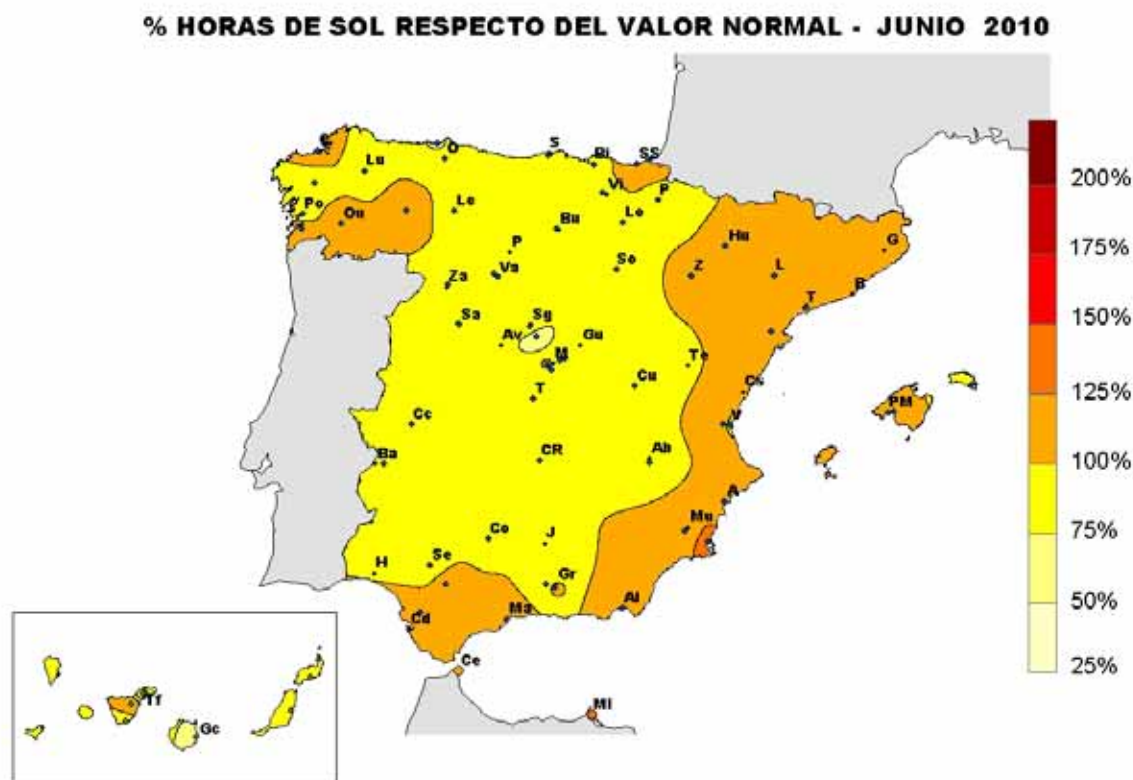 % HORAS DE SOL RESPECTO DEL VALOR NORMAL - JUNIO 2010
C
Lu
O
S
Bi
SS
Vi
P
Po
Ou
Le
Bu
Lo
Hu
G
P
Va
So
Z
L
B
Za
T
Sa
Sg
Av
Gu
M
Te
T
Cu
Cs
PM
Cc
V
Ba
CR
Ab
A
Co
J
Mu
H
Se
Gr
Cd
Ma
Al
Ce
Ml
Tf
Gc
200%
175%
150%
125%
100%
75%
50%
25%